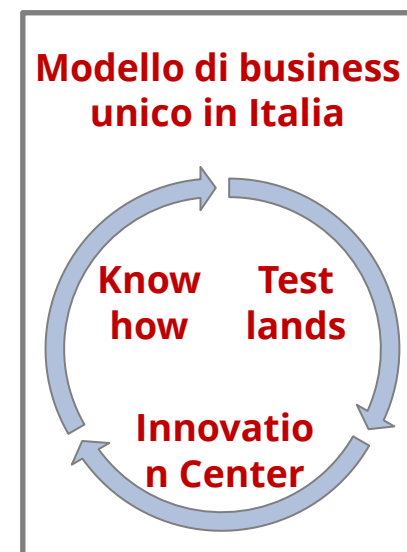 Modello di business
unico in Italia
Know
how
Test
lands
Innovatio
n Center